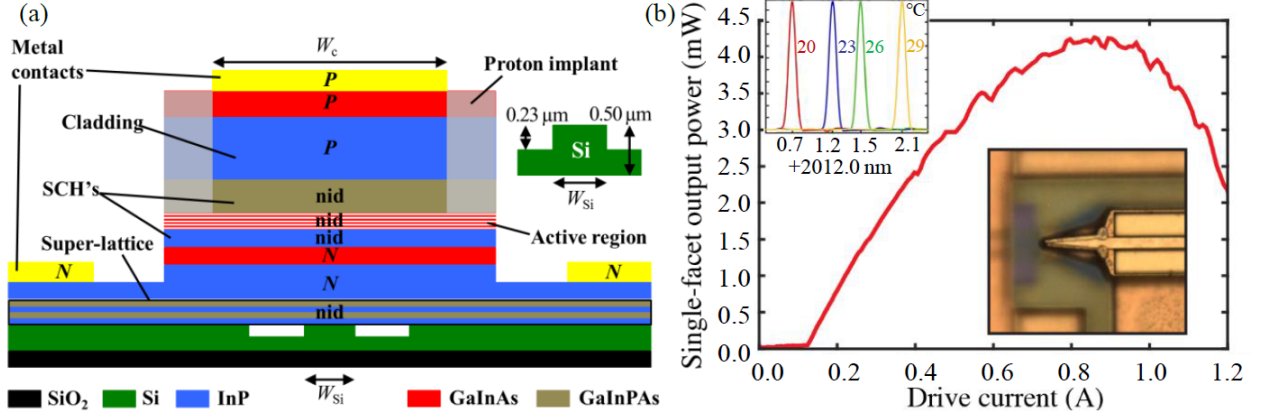 (a)
Metal
contacts
W_c
P
Proton implant
P
Cladding
P
0.23 µm
0.50 µm
Si
W_Si
SCH's
nid
nid
nid
Active region
Super-lattice
N
N
N
N
nid
W_Si
SiO₂
Si
InP
GaInAs
GaInPAs
(b)
Single-facet output power (mW)
4.5
4.0
3.5
3.0
2.5
2.0
1.5
1.0
0.5
0.0
°C
20
23
26
29
0.7 1.2 1.5 2.1
+2012.0 nm
0.0 0.2 0.4 0.6 0.8 1.0 1.2
Drive current (A)